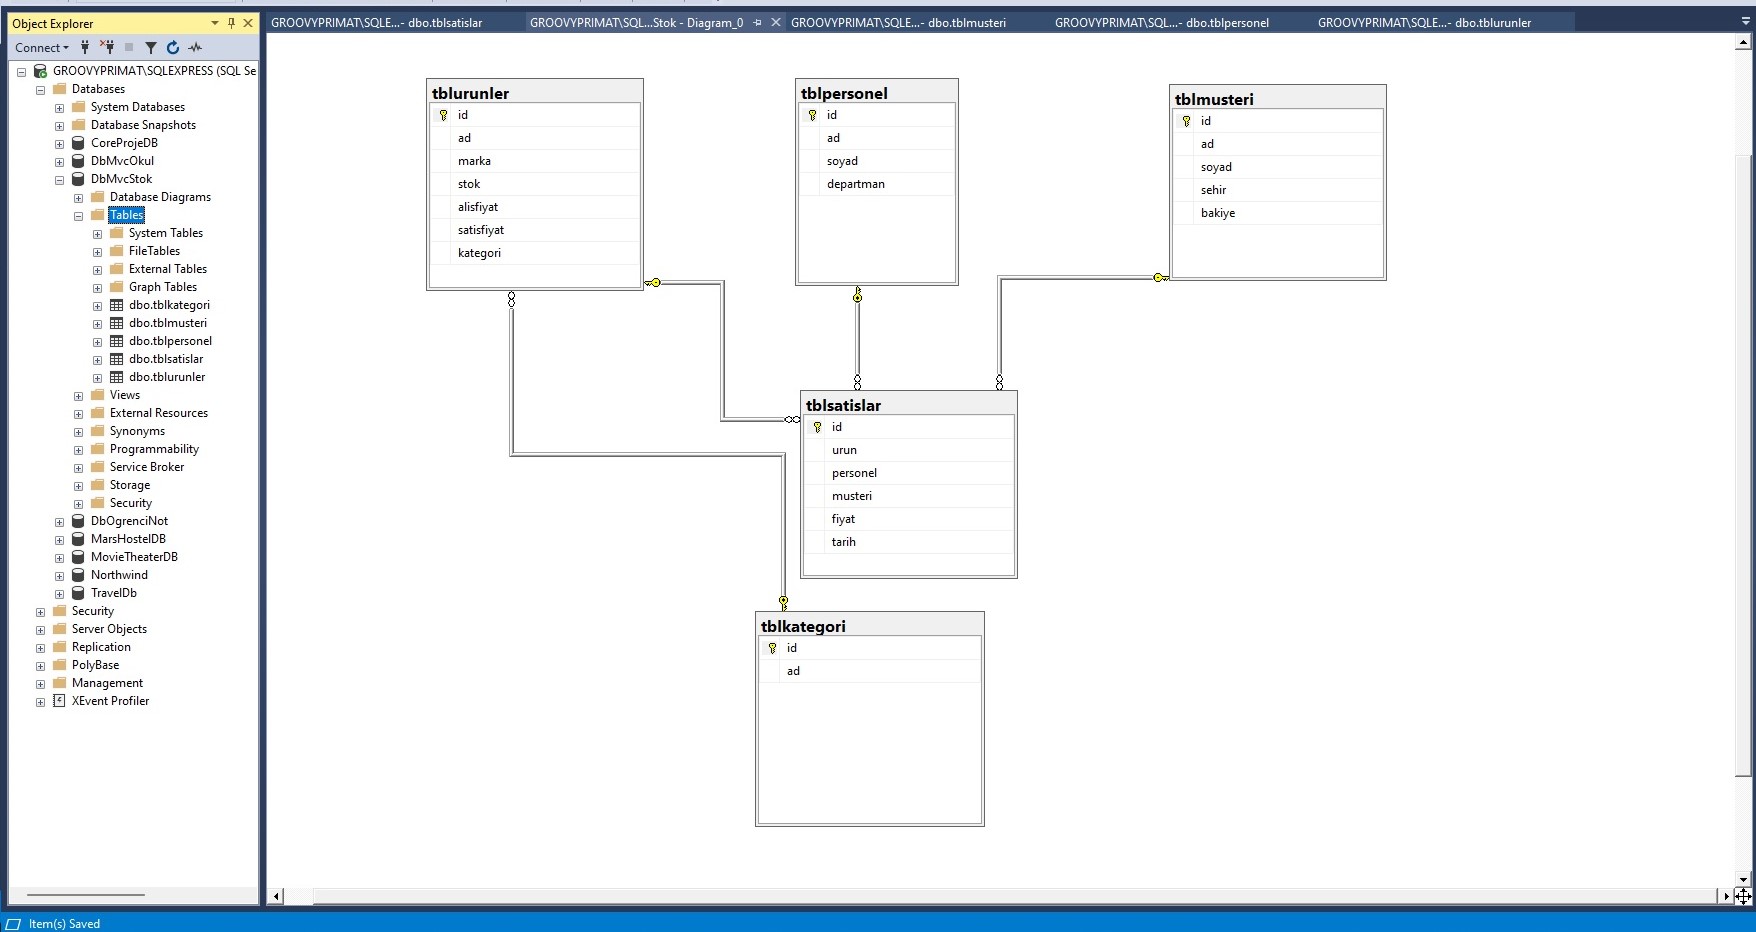 Object Explorer
Connect
GROOVYPRIMAT\SQLEXPRESS (SQL Se
Databases
System Databases
Database Snapshots
CoreProjeDB
DbMvcOkul
DbMvcStok
Database Diagrams
Tables
System Tables
FileTables
External Tables
Graph Tables
dbo.tblkategori
dbo.tblmusteri
dbo.tblpersonel
dbo.tblsatislar
dbo.tblurunler
Views
External Resources
Synonyms
Programmability
Service Broker
Storage
Security
DbOgrenciNot
MarsHostelDB
MovieTheaterDB
Northwind
TravelDb
Security
Server Objects
Replication
PolyBase
Management
XEvent Profiler
GROOVYPRIMAT\SQLE...- dbo.tblsatislar
GROOVYPRIMAT\SQL...Stok - Diagram_0
GROOVYPRIMAT\SQLE...- dbo.tblmusteri
GROOVYPRIMAT\SQLE...- dbo.tblpersonel
GROOVYPRIMAT\SQLE...- dbo.tblurunler
tblurunler
id
ad
marka
stok
alisfiyat
satisfiyat
kategori
tblpersonel
id
ad
soyad
departman
tblmusteri
id
ad
soyad
sehir
bakiye
tblsatislar
id
urun
personel
musteri
fiyat
tarih
tblkategori
id
ad
Item(s) Saved